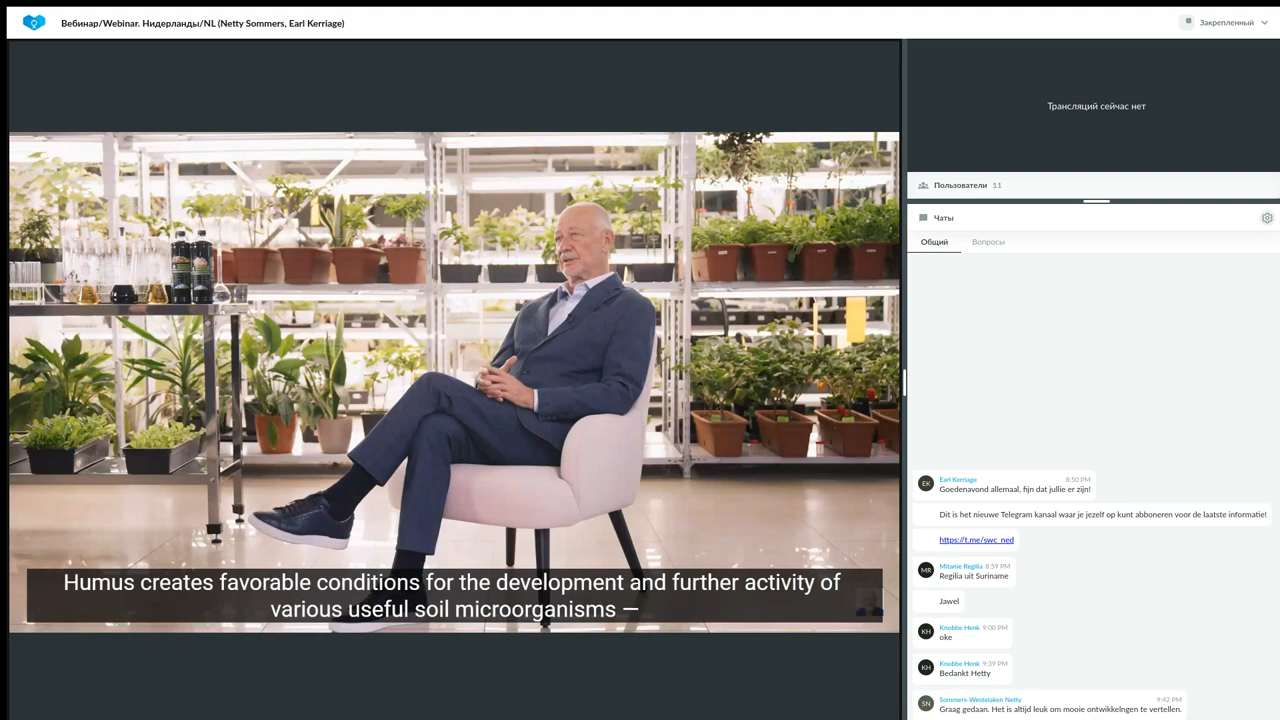 Вебинар/Webinar. Нидерланды/NL (Netty Sommers, Earl Kerriage)
Закрепленный
Трансляций сейчас нет
Пользователи 11
Чаты
Общий Вопросы
EK
Earl Kerriage 8:50 PM
Goedenavond allemaal, fijn dat jullie er zijn!
Dit is het nieuwe Telegram kanaal waar je jezelf op kunt abboneren voor de laatste informatie!
https://t.me/swc_ned
MR
Mitanie Regilia 8:59 PM
Regilia uit Suriname
Jawel
KH
Knobbe Henk 9:00 PM
oke
KH
Knobbe Henk 9:39 PM
Bedankt Hetty
SN
Sommers-Westelaken Netty 9:42 PM
Graag gedaan. Het is altijd leuk om mooie ontwikkelngen te vertellen.
Humus creates favorable conditions for the development and further activity of
various useful soil microorganisms —